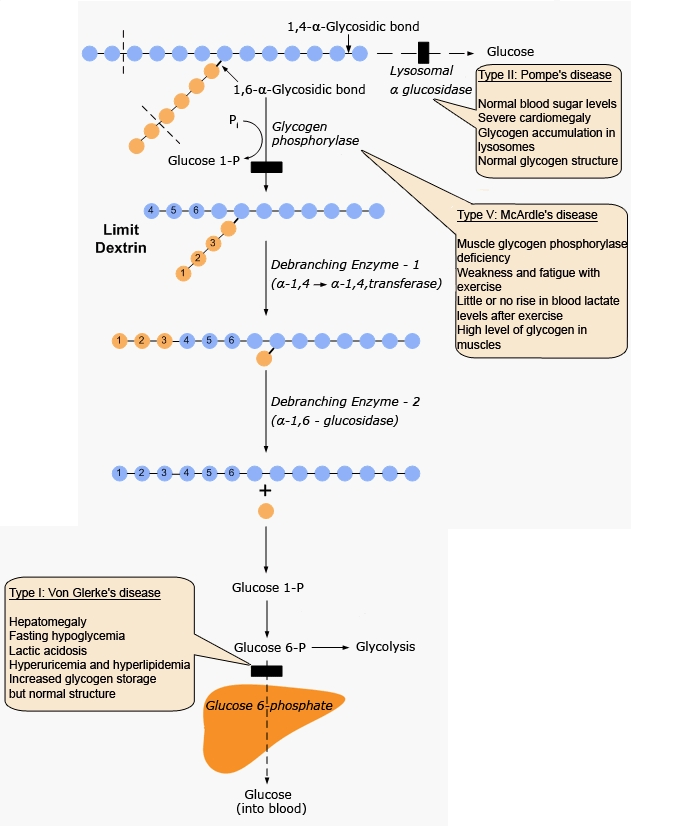 1,4-α-Glycosidic bond
Glucose
Lysosomal
α glucosidase
1,6-α-Glycosidic bond
Type II: Pompe's disease
Normal blood sugar levels
Severe cardiomegaly
Glycogen accumulation in
lysosomes
Normal glycogen structure
Pi
Glycogen
phosphorylase
Glucose 1-P
4 5 6
3
2
1
Limit
Dextrin
Type V: McArdle's disease
Muscle glycogen phosphorylase
deficiency
Weakness and fatigue with
exercise
Little or no rise in blood lactate
levels after exercise
High level of glycogen in
muscles
Debranching Enzyme - 1
(α-1,4 → α-1,4,transferase)
1 2 3 4 5 6
Debranching Enzyme - 2
(α-1,6 - glucosidase)
1 2 3 4 5 6
+
Glucose 1-P
Type I: Von Glerke's disease
Hepatomegaly
Fasting hypoglycemia
Lactic acidosis
Hyperuricemia and hyperlipidemia
Increased glycogen storage
but normal structure
Glucose 6-P → Glycolysis
Glucose 6-phosphate
Glucose
(into blood)